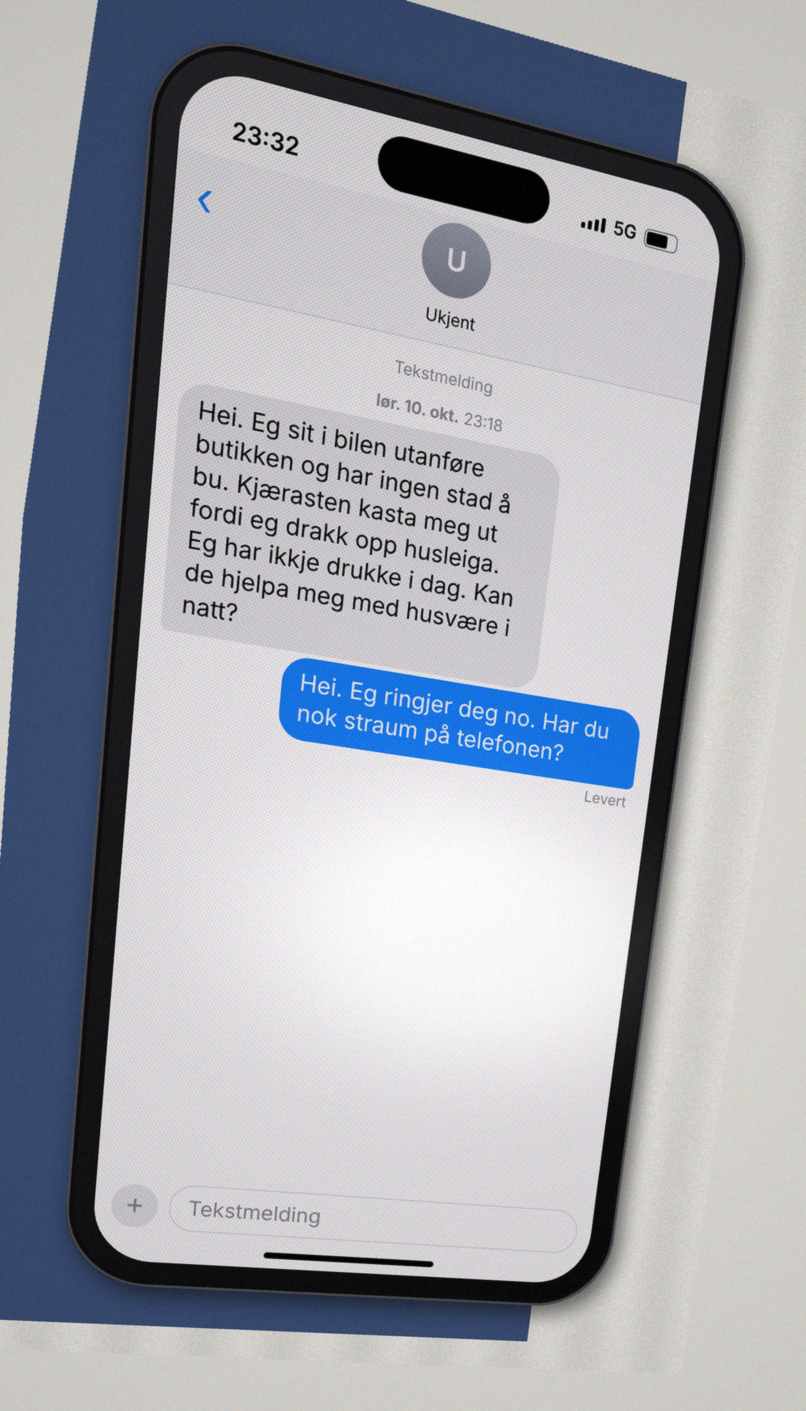 23:32
5G
U
Ukjent
Tekstmelding
lør. 10. okt. 23:18
Hei. Eg sit i bilen utanføre
butikken og har ingen stad å
bu. Kjærasten kasta meg ut
fordi eg drakk opp husleiga.
Eg har ikkje drukke i dag. Kan
de hjelpa meg med husvære i
natt?
Hei. Eg ringjer deg no. Har du
nok straum på telefonen?
Levert
+
Tekstmelding